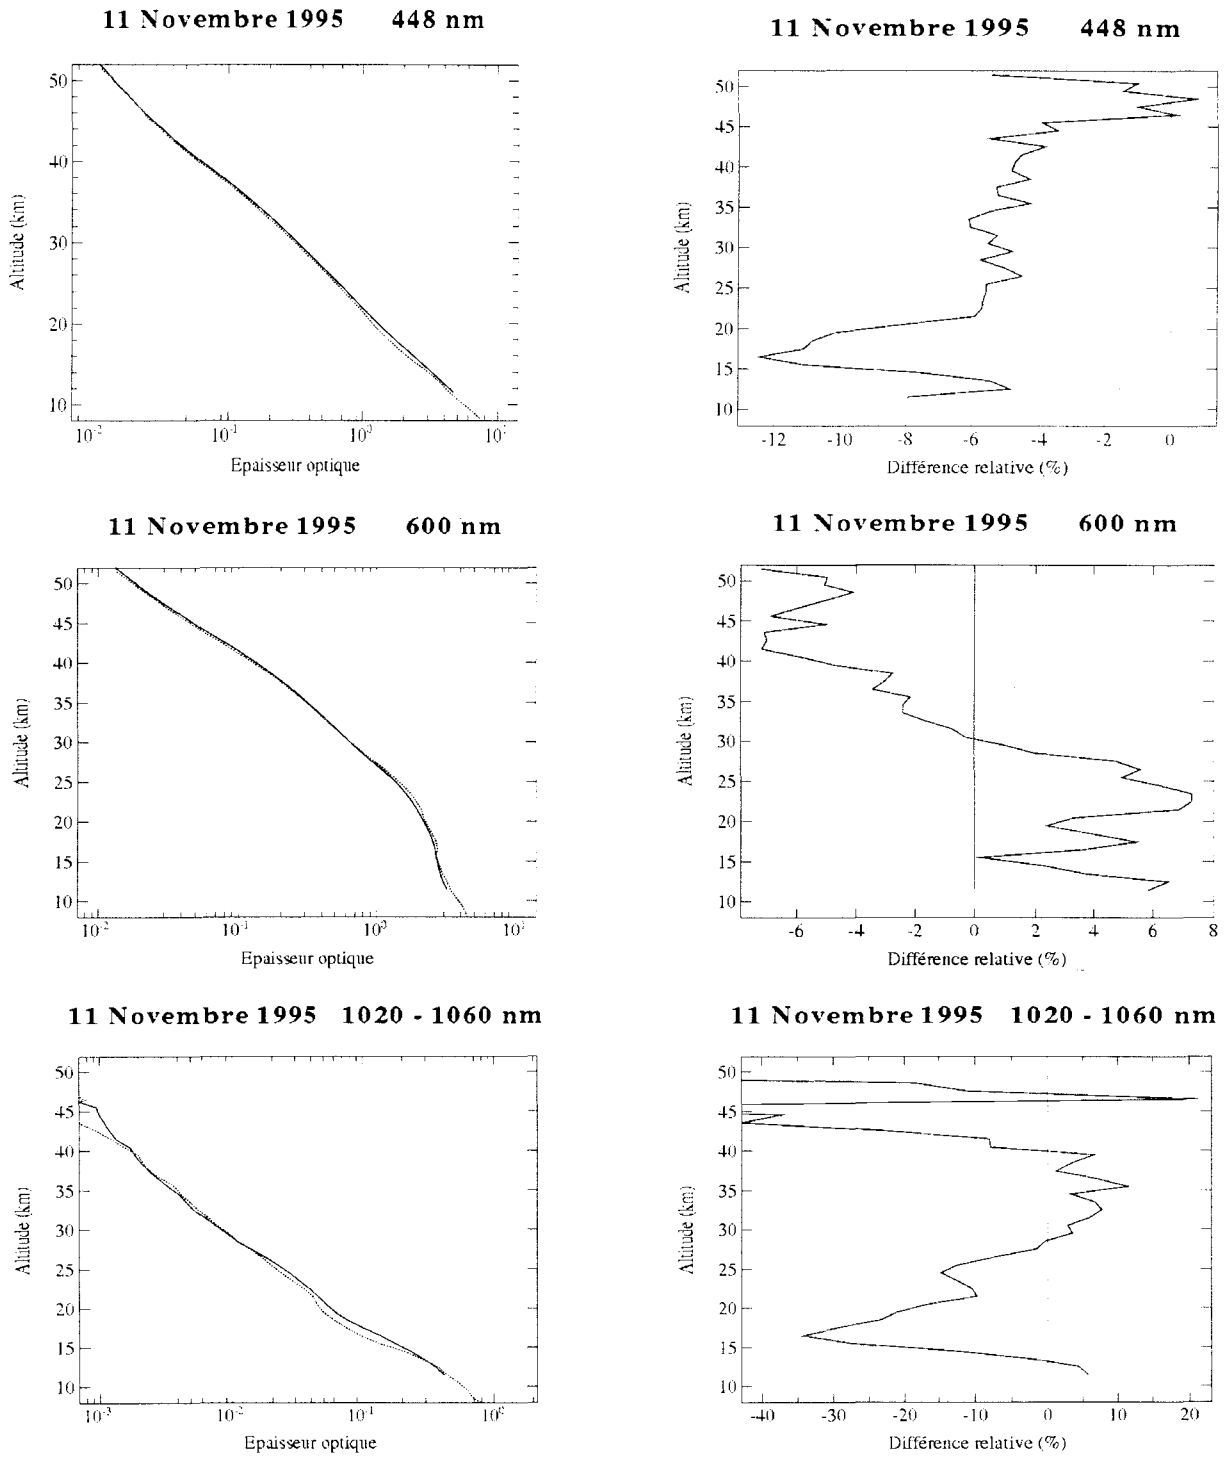 11 Novembre 1995 448 nm
50
40
30
20
10
Altitude (km)
10⁻² 10⁻¹ 10⁰ 10¹
Epaisseur optique
11 Novembre 1995 448 nm
50
45
40
35
30
25
20
15
10
Altitude (km)
-12 -10 -8 -6 -4 -2 0
Différence relative (%)
11 Novembre 1995 600 nm
50
45
40
35
30
25
20
15
10
Altitude (km)
10⁻² 10⁻¹ 10⁰ 10¹
Epaisseur optique
11 Novembre 1995 600 nm
50
45
40
35
30
25
20
15
10
Altitude (km)
-6 -4 -2 0 2 4 6 8
Différence relative (%)
11 Novembre 1995 1020 - 1060 nm
50
45
40
35
30
25
20
15
10
Altitude (km)
10⁻³ 10⁻² 10⁻¹ 10⁰
Epaisseur optique
11 Novembre 1995 1020 - 1060 nm
50
45
40
35
30
25
20
15
10
Altitude (km)
-40 -30 -20 -10 0 10 20
Différence relative (%)